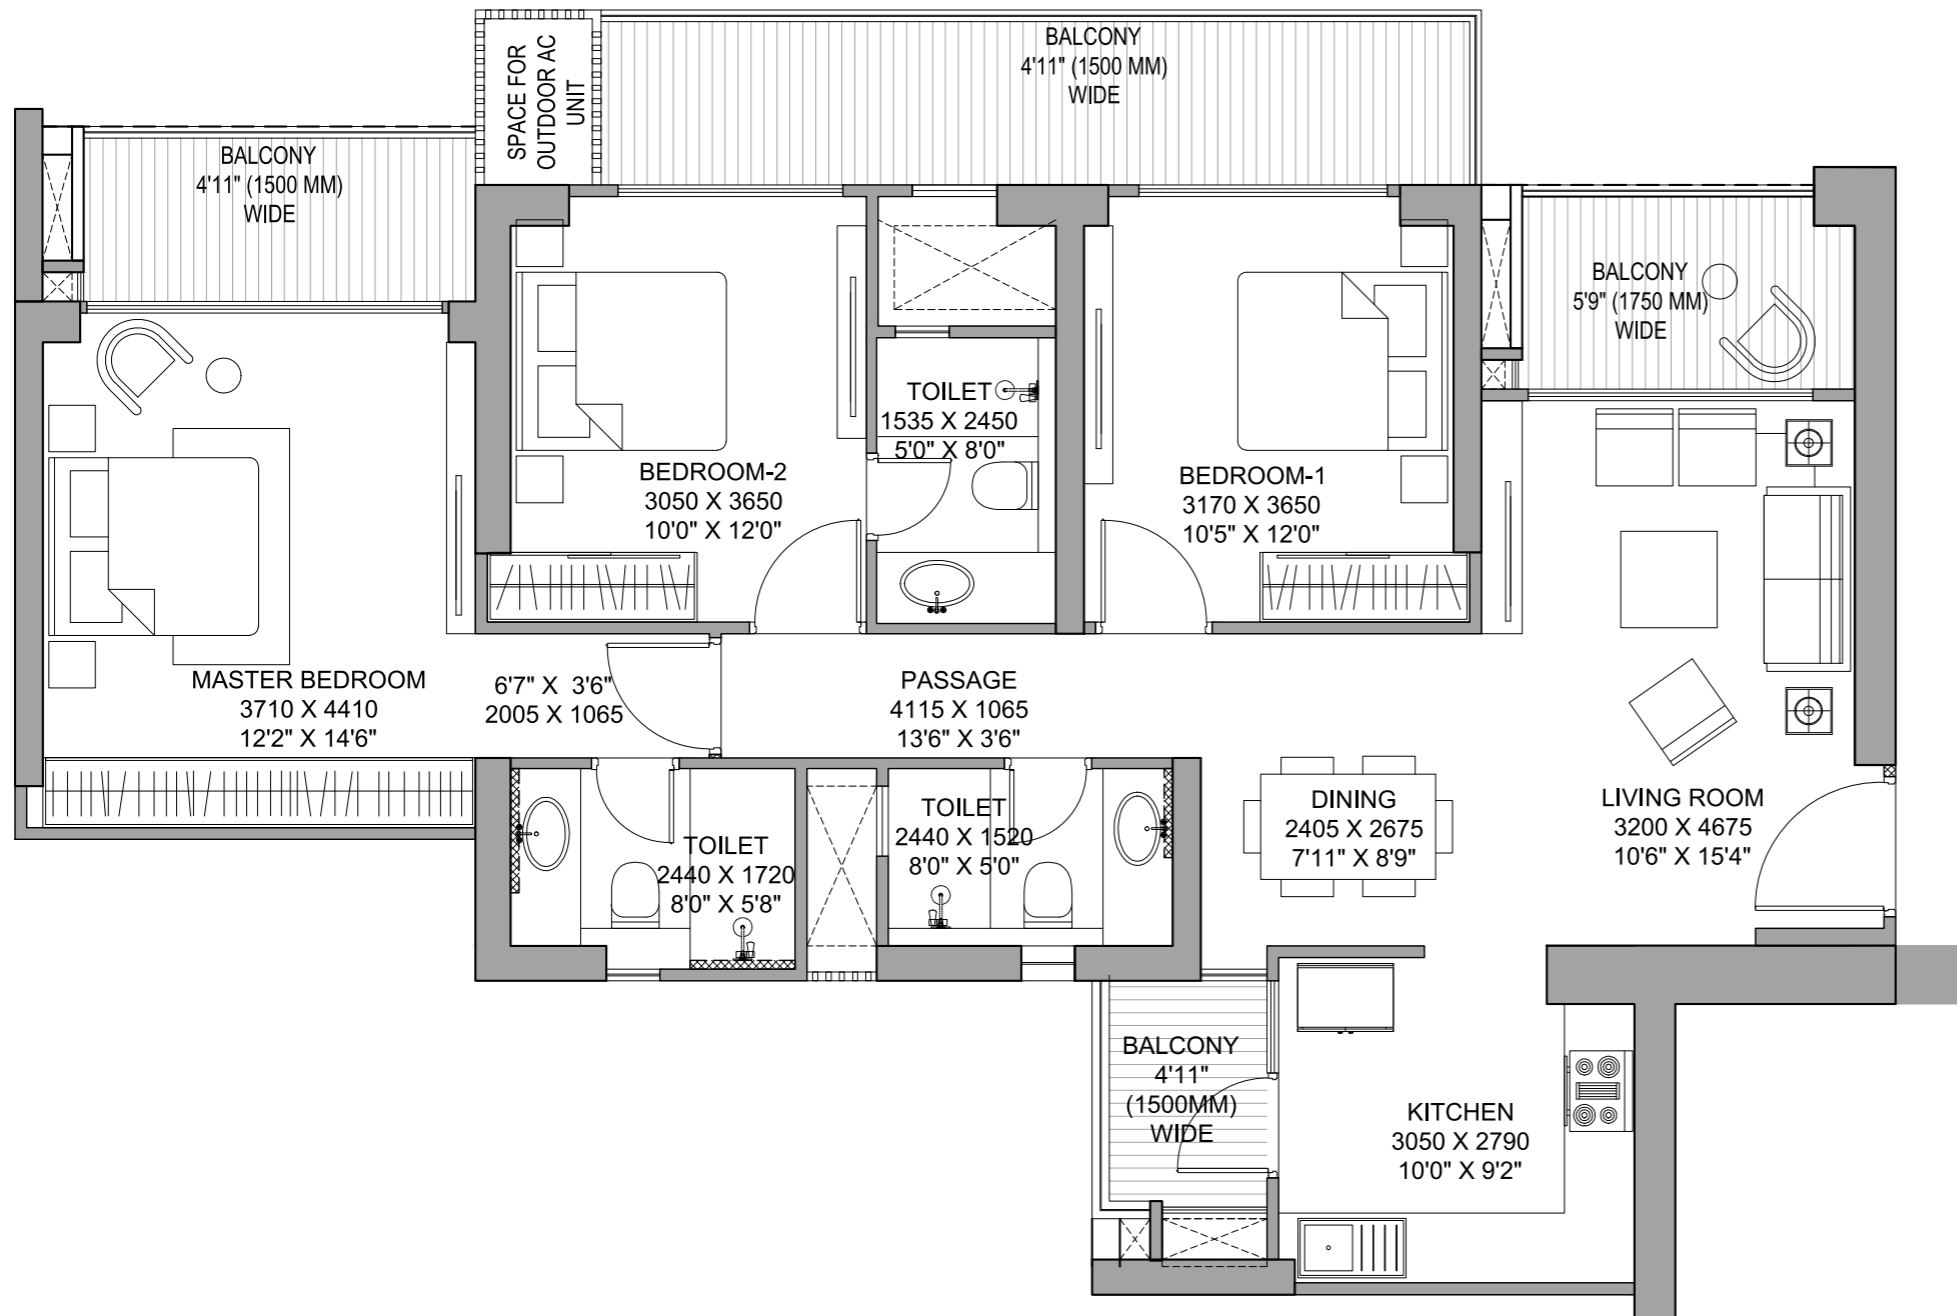 SPACE FOR
OUTDOOR AC
UNIT
BALCONY
4'11" (1500 MM)
WIDE
BALCONY
4'11" (1500 MM)
WIDE
BALCONY
5'9" (1750 MM)
WIDE
TOILET
1535 X 2450
5'0" X 8'0"
BEDROOM-2
3050 X 3650
10'0" X 12'0"
BEDROOM-1
3170 X 3650
10'5" X 12'0"
MASTER BEDROOM
3710 X 4410
12'2" X 14'6"
6'7" X 3'6"
2005 X 1065
PASSAGE
4115 X 1065
13'6" X 3'6"
TOILET
2440 X 1720
8'0" X 5'8"
TOILET
2440 X 1520
8'0" X 5'0"
DINING
2405 X 2675
7'11" X 8'9"
LIVING ROOM
3200 X 4675
10'6" X 15'4"
BALCONY
4'11"
(1500MM)
WIDE
KITCHEN
3050 X 2790
10'0" X 9'2"